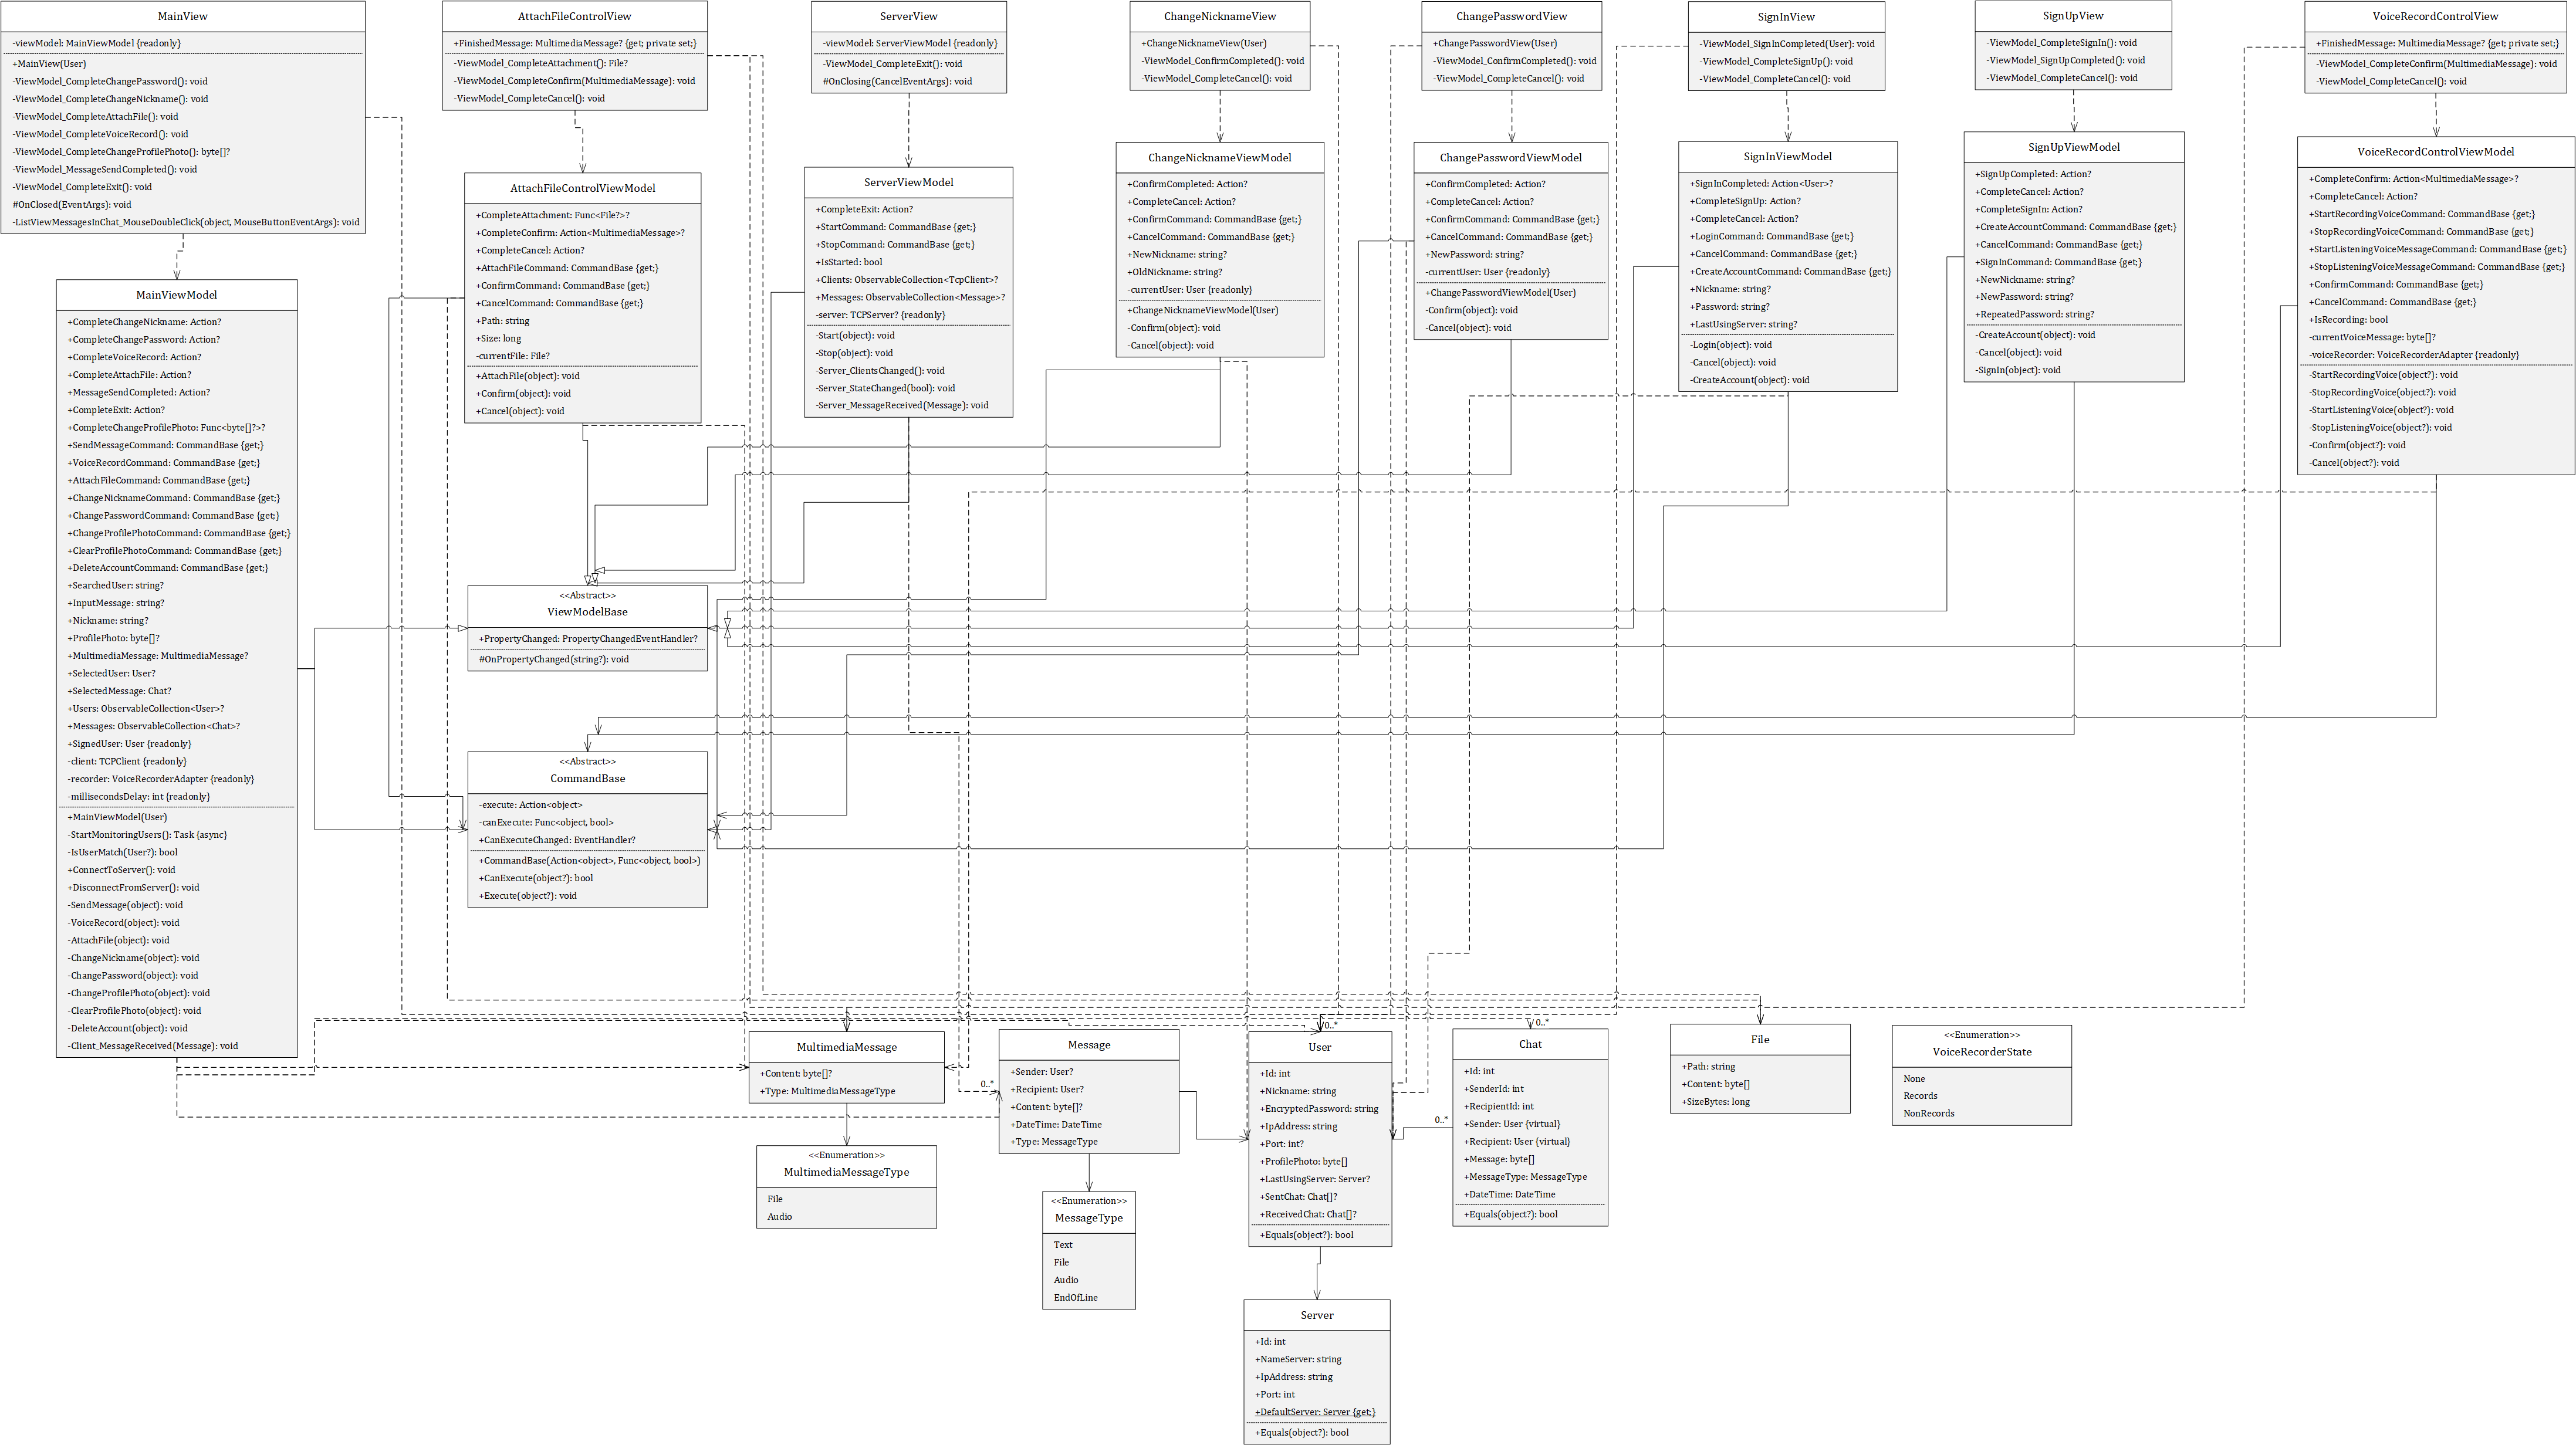 MainView
-viewModel: MainViewModel {readonly}
+MainView(User)
-ViewModel_CompleteChangePassword(): void
-ViewModel_CompleteChangeNickname(): void
-ViewModel_CompleteAttachFile(): void
-ViewModel_CompleteVoiceRecord(): void
-ViewModel_CompleteChangeProfilePhoto(): byte[]?
-ViewModel_MessageSendCompleted(): void
-ViewModel_CompleteExit(): void
#OnClosed(EventArgs): void
-ListViewMessagesInChat_MouseDoubleClick(object, MouseButtonEventArgs): void
AttachFileControlView
+FinishedMessage: MultimediaMessage? {get; private set;}
-ViewModel_CompleteAttachment(): File?
-ViewModel_CompleteConfirm(MultimediaMessage): void
-ViewModel_CompleteCancel(): void
ServerView
-viewModel: ServerViewModel {readonly}
-ViewModel_CompleteExit(): void
#OnClosing(CancelEventArgs): void
ChangeNicknameView
+ChangeNicknameView(User)
-ViewModel_ConfirmCompleted(): void
-ViewModel_CompleteCancel(): void
ChangePasswordView
+ChangePasswordView(User)
-ViewModel_ConfirmCompleted(): void
-ViewModel_CompleteCancel(): void
SignInView
-ViewModel_SignInCompleted(User): void
-ViewModel_CompleteSignUp(): void
-ViewModel_CompleteCancel(): void
SignUpView
-ViewModel_CompleteSignIn(): void
-ViewModel_SignUpCompleted(): void
-ViewModel_CompleteCancel(): void
VoiceRecordControlView
+FinishedMessage: MultimediaMessage? {get; private set;}
-ViewModel_CompleteConfirm(MultimediaMessage): void
-ViewModel_CompleteCancel(): void
MainViewModel
+CompleteChangeNickname: Action?
+CompleteChangePassword: Action?
+CompleteVoiceRecord: Action?
+CompleteAttachFile: Action?
+MessageSendCompleted: Action?
+CompleteExit: Action?
+CompleteChangeProfilePhoto: Func<byte[]?>?
+SendMessageCommand: CommandBase {get;}
+VoiceRecordCommand: CommandBase {get;}
+AttachFileCommand: CommandBase {get;}
+ChangeNicknameCommand: CommandBase {get;}
+ChangePasswordCommand: CommandBase {get;}
+ChangeProfilePhotoCommand: CommandBase {get;}
+ClearProfilePhotoCommand: CommandBase {get;}
+DeleteAccountCommand: CommandBase {get;}
+SearchedUser: string?
+InputMessage: string?
+Nickname: string?
+ProfilePhoto: byte[]?
+MultimediaMessage: MultimediaMessage?
+SelectedUser: User?
+SelectedMessage: Chat?
+Users: ObservableCollection<User>?
+Messages: ObservableCollection<Chat>?
+SignedUser: User {readonly}
-client: TCPClient {readonly}
-recorder: VoiceRecorderAdapter {readonly}
-millisecondsDelay: int {readonly}
+MainViewModel(User)
-StartMonitoringUsers(): Task {async}
-IsUserMatch(User?): bool
+ConnectToServer(): void
+DisconnectFromServer(): void
-SendMessage(object): void
-VoiceRecord(object): void
-AttachFile(object): void
-ChangeNickname(object): void
-ChangePassword(object): void
-ChangeProfilePhoto(object): void
-ClearProfilePhoto(object): void
-DeleteAccount(object): void
-Client_MessageReceived(Message): void
AttachFileControlViewModel
+CompleteAttachment: Func<File?>?
+CompleteConfirm: Action<MultimediaMessage>?
+CompleteCancel: Action?
+AttachFileCommand: CommandBase {get;}
+ConfirmCommand: CommandBase {get;}
+CancelCommand: CommandBase {get;}
+Path: string
+Size: long
-currentFile: File?
+AttachFile(object): void
+Confirm(object): void
+Cancel(object): void
ServerViewModel
+CompleteExit: Action?
+StartCommand: CommandBase {get;}
+StopCommand: CommandBase {get;}
+IsStarted: bool
+Clients: ObservableCollection<TcpClient>?
+Messages: ObservableCollection<Message>?
-server: TCPServer? {readonly}
-Start(object): void
-Stop(object): void
-Server_ClientsChanged(): void
-Server_StateChanged(bool): void
-Server_MessageReceived(Message): void
ChangeNicknameViewModel
+ConfirmCompleted: Action?
+CompleteCancel: Action?
+ConfirmCommand: CommandBase {get;}
+CancelCommand: CommandBase {get;}
+NewNickname: string?
+OldNickname: string?
-currentUser: User {readonly}
+ChangeNicknameViewModel(User)
-Confirm(object): void
-Cancel(object): void
ChangePasswordViewModel
+ConfirmCompleted: Action?
+CompleteCancel: Action?
+ConfirmCommand: CommandBase {get;}
+CancelCommand: CommandBase {get;}
+NewPassword: string?
-currentUser: User {readonly}
+ChangePasswordViewModel(User)
-Confirm(object): void
-Cancel(object): void
SignInViewModel
+SignInCompleted: Action<User>?
+CompleteSignUp: Action?
+CompleteCancel: Action?
+LoginCommand: CommandBase {get;}
+CancelCommand: CommandBase {get;}
+CreateAccountCommand: CommandBase {get;}
+Nickname: string?
+Password: string?
+LastUsingServer: string?
-Login(object): void
-Cancel(object): void
-CreateAccount(object): void
SignUpViewModel
+SignUpCompleted: Action?
+CompleteCancel: Action?
+CompleteSignIn: Action?
+CreateAccountCommand: CommandBase {get;}
+CancelCommand: CommandBase {get;}
+SignInCommand: CommandBase {get;}
+NewNickname: string?
+NewPassword: string?
+RepeatedPassword: string?
-CreateAccount(object): void
-Cancel(object): void
-SignIn(object): void
VoiceRecordControlViewModel
+CompleteConfirm: Action<MultimediaMessage>?
+CompleteCancel: Action?
+StartRecordingVoiceCommand: CommandBase {get;}
+StopRecordingVoiceCommand: CommandBase {get;}
+StartListeningVoiceMessageCommand: CommandBase {get;}
+StopListeningVoiceMessageCommand: CommandBase {get;}
+ConfirmCommand: CommandBase {get;}
+CancelCommand: CommandBase {get;}
+IsRecording: bool
-currentVoiceMessage: byte[]?
-voiceRecorder: VoiceRecorderAdapter {readonly}
-StartRecordingVoice(object?): void
-StopRecordingVoice(object?): void
-StartListeningVoice(object?): void
-StopListeningVoice(object?): void
-Confirm(object?): void
-Cancel(object?): void
<<Abstract>>
ViewModelBase
+PropertyChanged: PropertyChangedEventHandler?
#OnPropertyChanged(string?): void
<<Abstract>>
CommandBase
-execute: Action<object>
-canExecute: Func<object, bool>
+CanExecuteChanged: EventHandler?
+CommandBase(Action<object>, Func<object, bool>)
+CanExecute(object?): bool
+Execute(object?): void
MultimediaMessage
+Content: byte[]?
+Type: MultimediaMessageType
<<Enumeration>>
MultimediaMessageType
File
Audio
0..*
Message
+Sender: User?
+Recipient: User?
+Content: byte[]?
+DateTime: DateTime
+Type: MessageType
<<Enumeration>>
MessageType
Text
File
Audio
EndOfLine
0..*
User
+Id: int
+Nickname: string
+EncryptedPassword: string
+IpAddress: string
+Port: int?
+ProfilePhoto: byte[]
+LastUsingServer: Server?
+SentChat: Chat[]?
+ReceivedChat: Chat[]?
+Equals(object?): bool
Server
+Id: int
+NameServer: string
+IpAddress: string
+Port: int
+DefaultServer: Server {get;}
+Equals(object?): bool
0..*
0..*
Chat
+Id: int
+SenderId: int
+RecipientId: int
+Sender: User {virtual}
+Recipient: User {virtual}
+Message: byte[]
+MessageType: MessageType
+DateTime: DateTime
+Equals(object?): bool
File
+Path: string
+Content: byte[]
+SizeBytes: long
<<Enumeration>>
VoiceRecorderState
None
Records
NonRecords